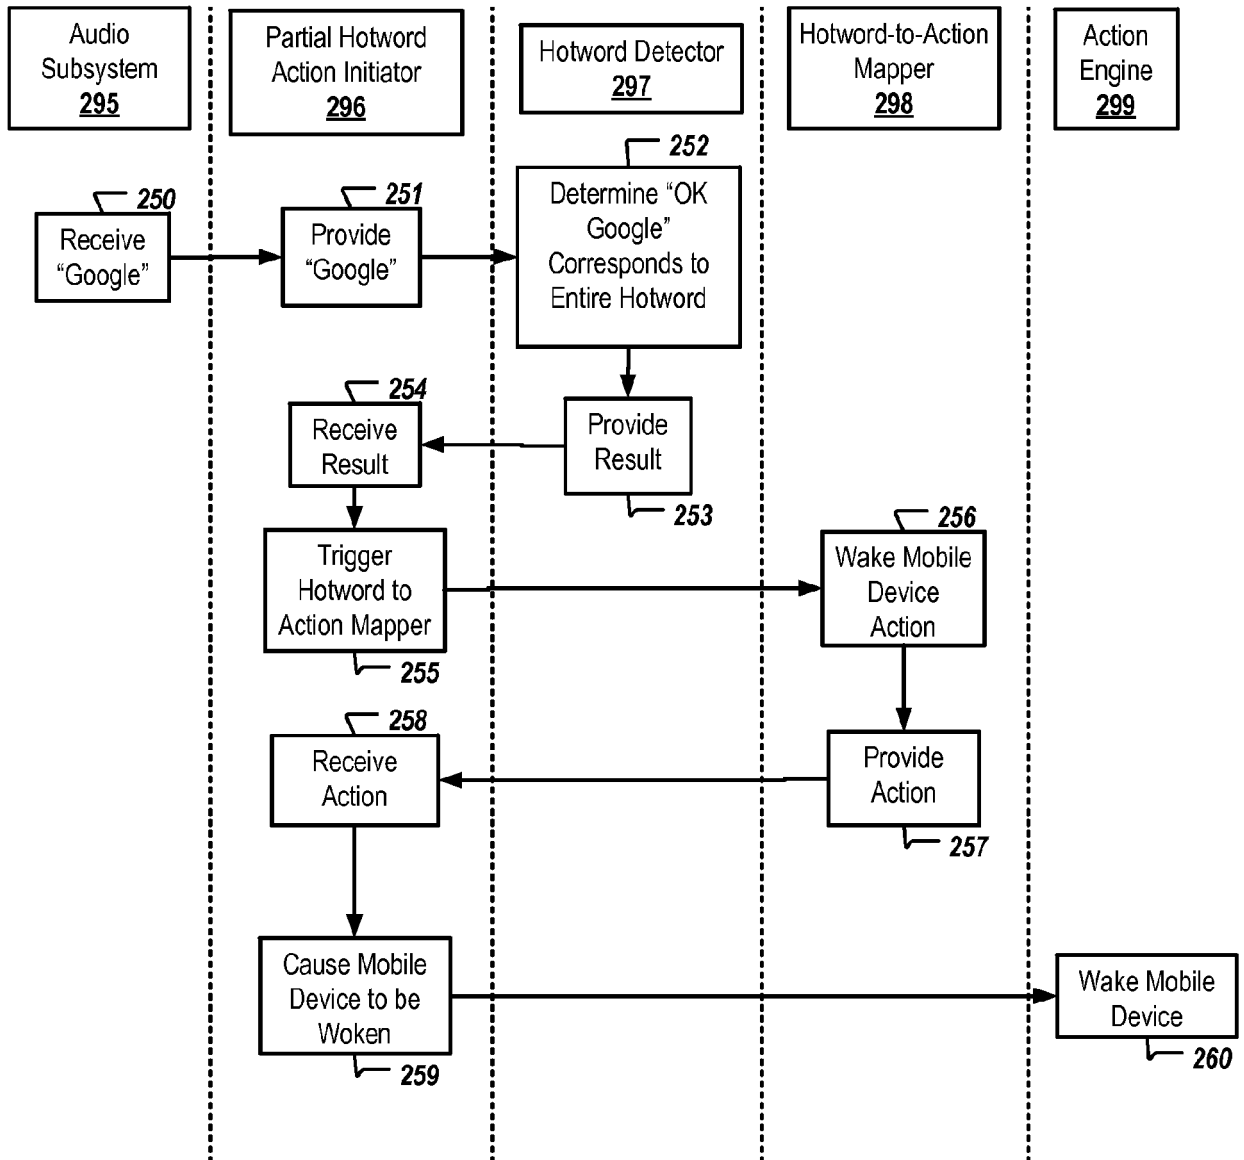 Audio
Subsystem
295
Partial Hotword
Action Initiator
296
Hotword Detector
297
Hotword-to-Action
Mapper
298
Action
Engine
299
250
Receive
“Google”
251
Provide
“Google”
252
Determine “OK
Google”
Corresponds to
Entire Hotword
254
Receive
Result
Provide
Result
253
Trigger
Hotword to
Action Mapper
255
256
Wake Mobile
Device
Action
258
Receive
Action
Provide
Action
257
Cause Mobile
Device to be
Woken
259
Wake Mobile
Device
260